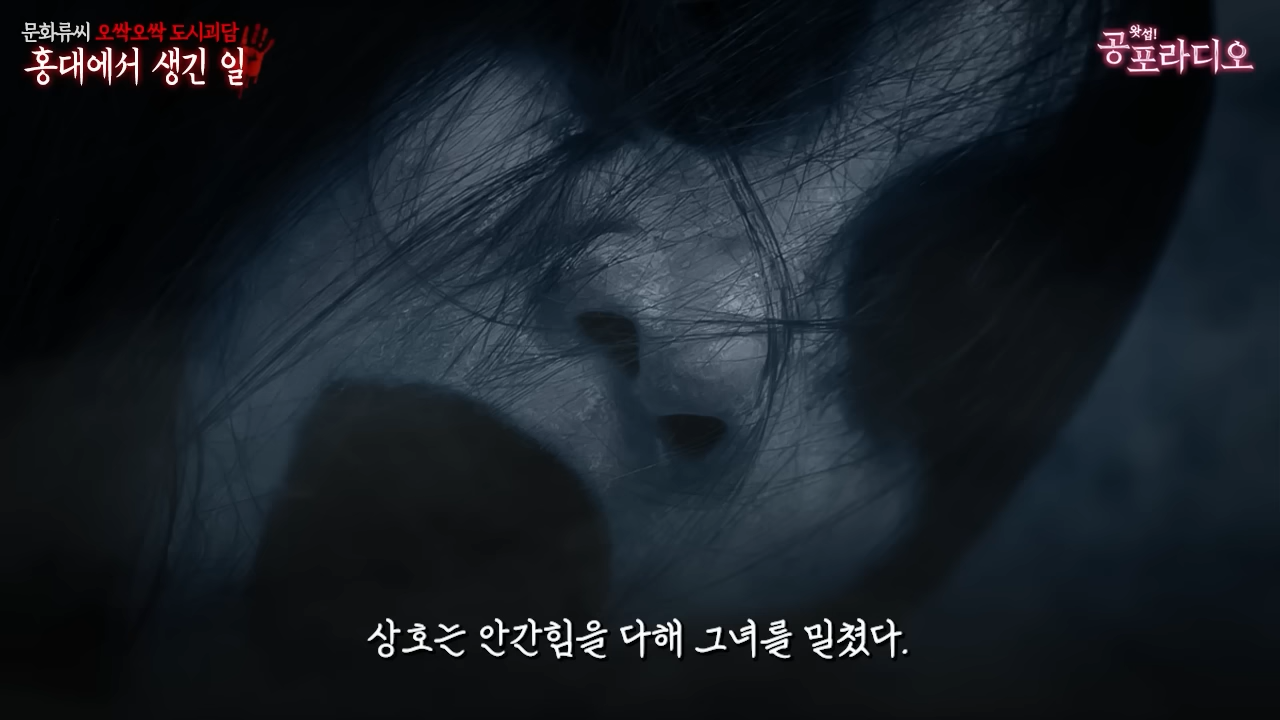 문화류씨 오싹오싹 도시괴담
홍대에서 생긴 일
왓섭!
공포라디오
상호는 안간힘을 다해 그녀를 밀쳤다.